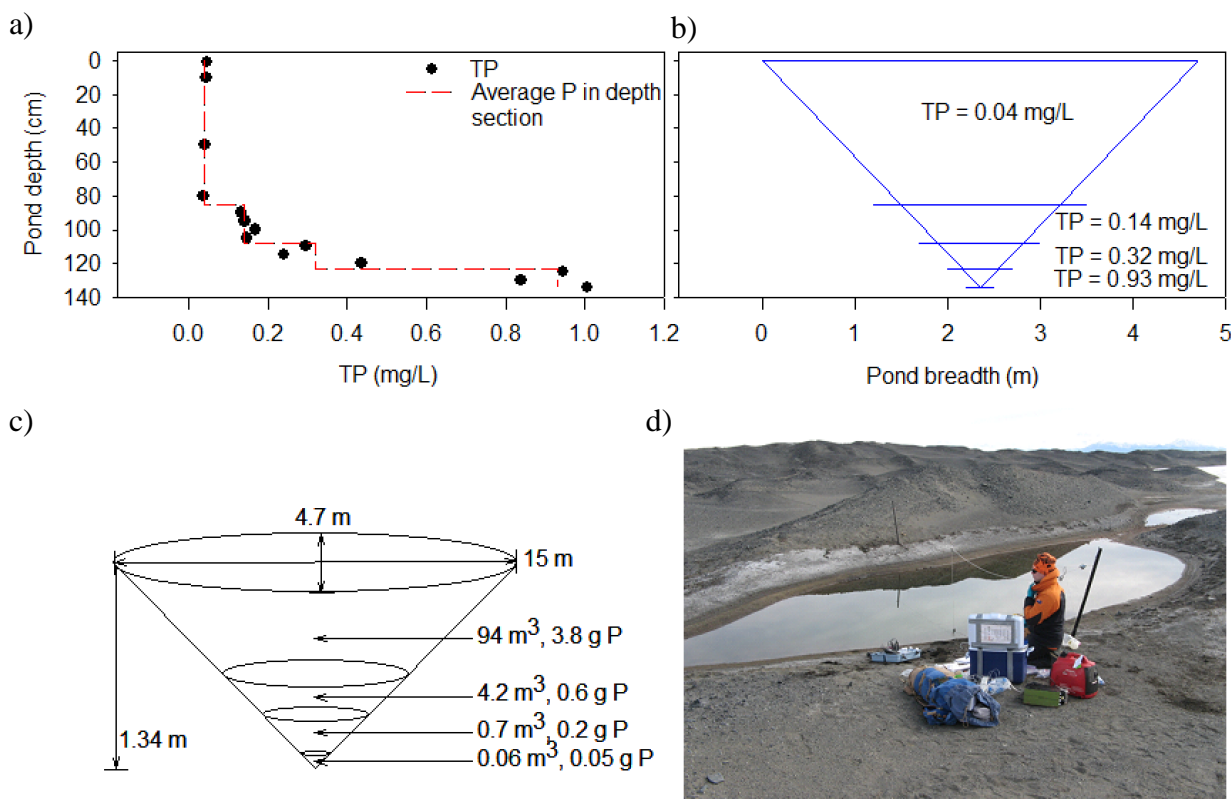 a)
0
20
40
60
80
100
120
140
Pond depth (cm)
TP
Average P in depth
section
0.0 0.2 0.4 0.6 0.8 1.0 1.2
TP (mg/L)
b)
TP = 0.04 mg/L
TP = 0.14 mg/L
TP = 0.32 mg/L
TP = 0.93 mg/L
0 1 2 3 4 5
Pond breadth (m)
c)
4.7 m
15 m
94 m³, 3.8 g P
4.2 m³, 0.6 g P
0.7 m³, 0.2 g P
0.06 m³, 0.05 g P
1.34 m
d)